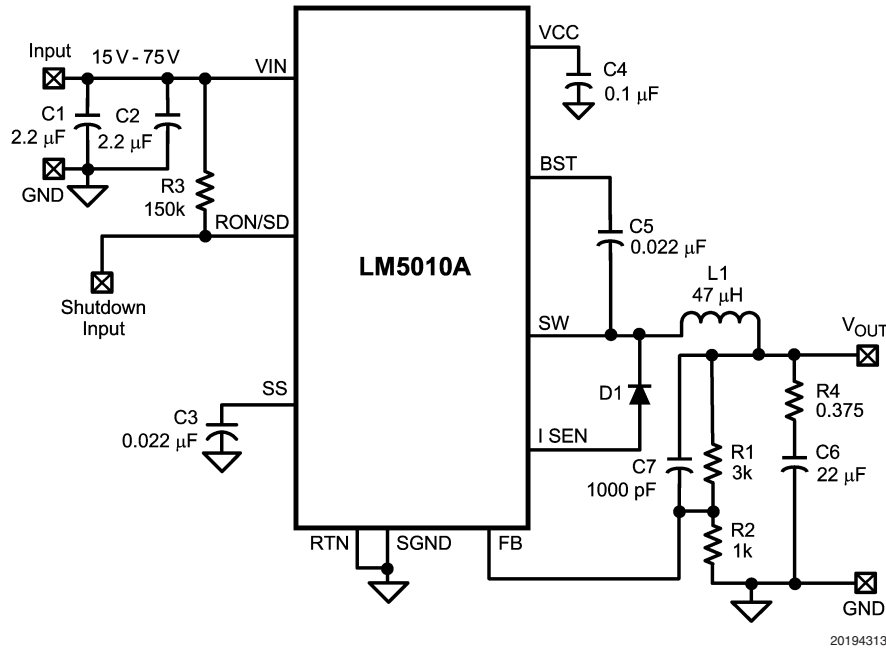 Input
15V - 75V
VIN
VCC
C4
0.1 µF
C1
2.2 µF
C2
2.2 µF
GND
R3
150k
RON/SD
BST
C5
0.022 µF
LM5010A
Shutdown
Input
L1
47 µH
SW
VOUT
SS
C3
0.022 µF
D1
I SEN
R4
0.375
C7
1000 pF
R1
3k
C6
22 µF
R2
1k
RTN
SGND
FB
GND
20194313